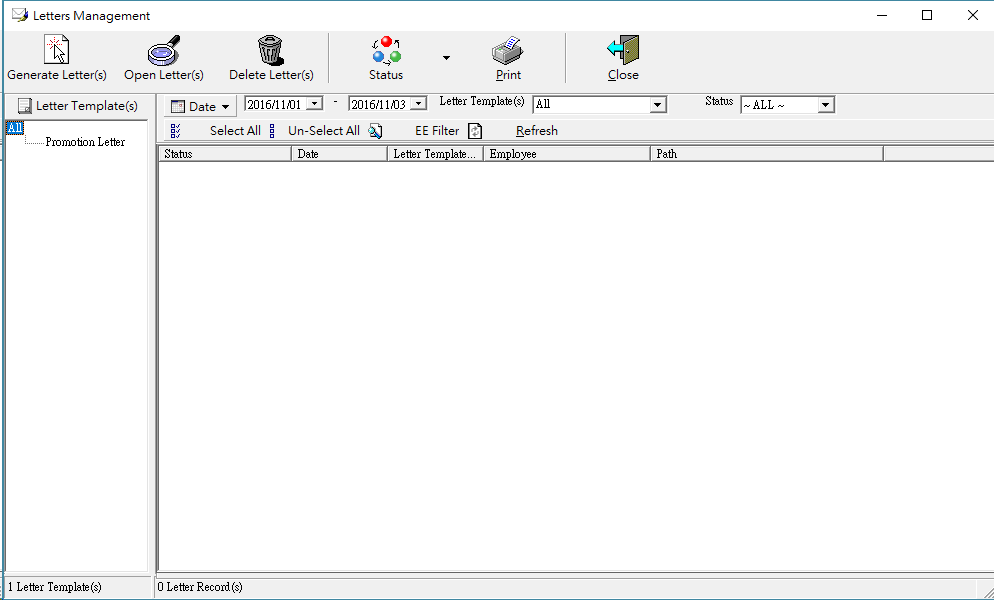 Letters Management
Generate Letter(s) Open Letter(s) Delete Letter(s) Status Print Close
Letter Template(s) Date 2016/11/01 - 2016/11/03 Letter Template(s) All Status ~ ALL ~
Select All Un-Select All EE Filter Refresh
All
Promotion Letter
Status Date Letter Template... Employee Path
1 Letter Template(s) 0 Letter Record(s)